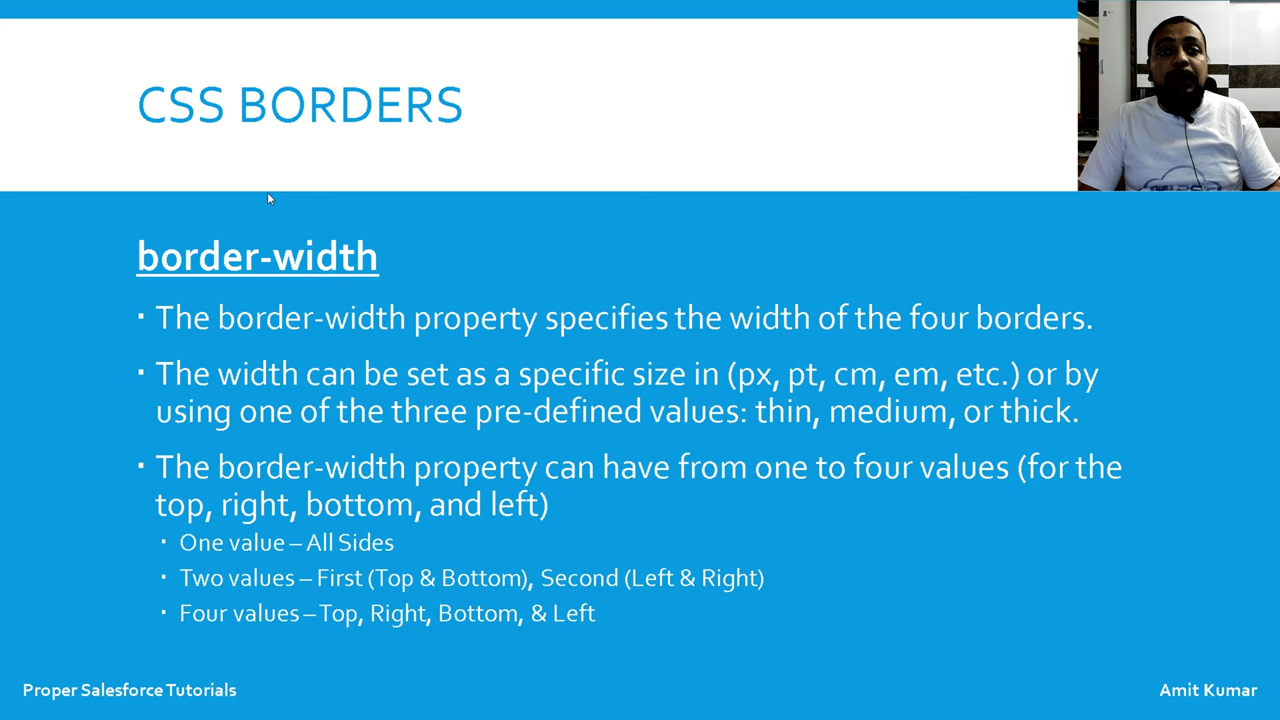 CSS BORDERS
border-width
▪ The border-width property specifies the width of the four borders.
▪ The width can be set as a specific size in (px, pt, cm, em, etc.) or by
using one of the three pre-defined values: thin, medium, or thick.
▪ The border-width property can have from one to four values (for the
top, right, bottom, and left)
▪ One value – All Sides
▪ Two values – First (Top & Bottom), Second (Left & Right)
▪ Four values – Top, Right, Bottom, & Left
Proper Salesforce Tutorials
Amit Kumar